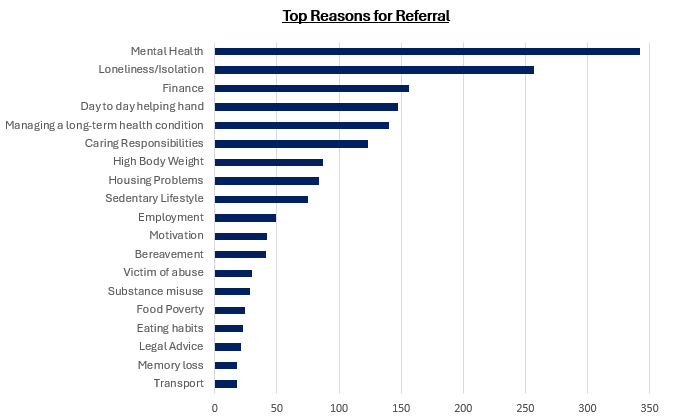 Top Reasons for Referral
Mental Health
Loneliness/Isolation
Finance
Day to day helping hand
Managing a long-term health condition
Caring Responsibilities
High Body Weight
Housing Problems
Sedentary Lifestyle
Employment
Motivation
Bereavement
Victim of abuse
Substance misuse
Food Poverty
Eating habits
Legal Advice
Memory loss
Transport
0 50 100 150 200 250 300 350